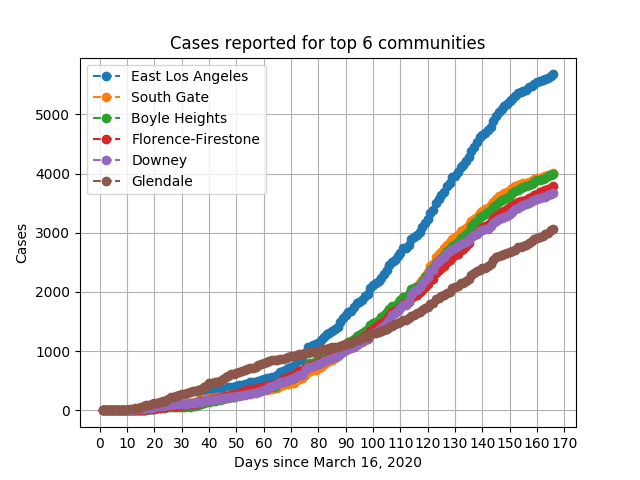 Cases reported for top 6 communities
East Los Angeles
South Gate
Boyle Heights
Florence-Firestone
Downey
Glendale
5000
4000
3000
2000
1000
0
Cases
0 10 20 30 40 50 60 70 80 90 100 110 120 130 140 150 160 170
Days since March 16, 2020